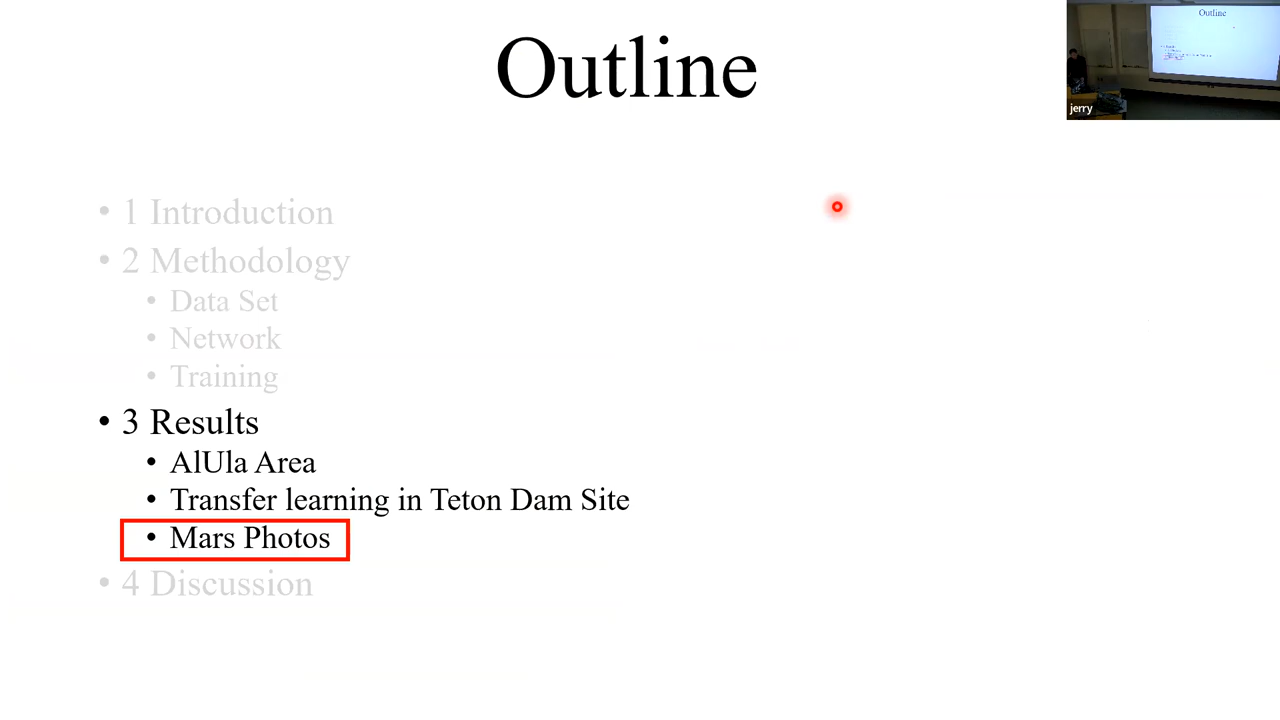 Outline
• 1 Introduction
• 2 Methodology
• Data Set
• Network
• Training
• 3 Results
• AlUla Area
• Transfer learning in Teton Dam Site
• Mars Photos
• 4 Discussion
Outline
jerry